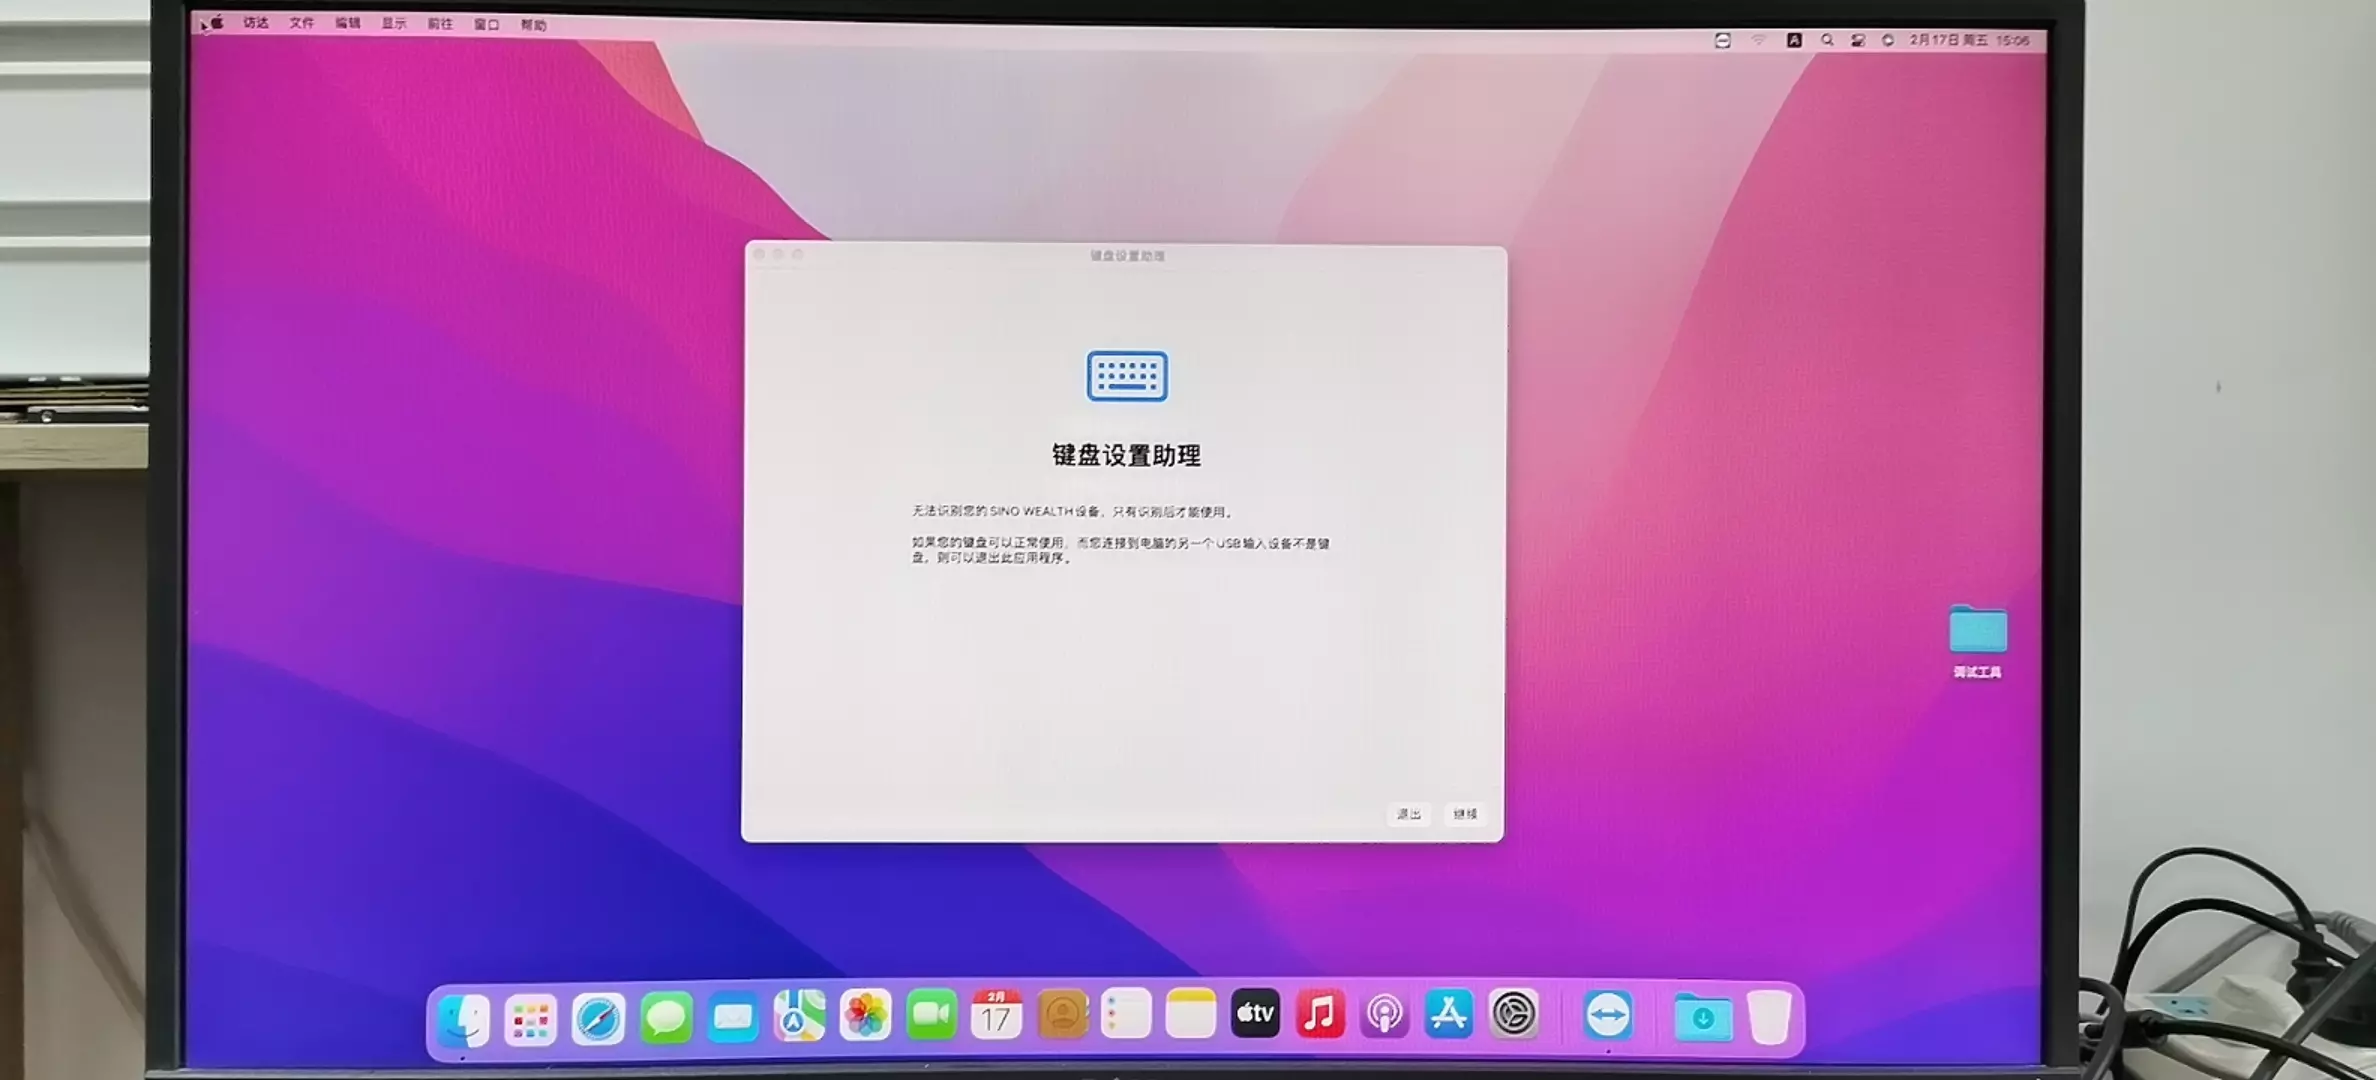 访达 文件 编辑 显示 前往 窗口 帮助
A 2月17日 周五 15:06
键盘设置助理
键盘设置助理
无法识别您的 SINO WEALTH 设备，只有识别后才能使用。
如果您的键盘可以正常使用，而您连接到电脑的另一个 USB 输入设备不是键
盘，则可以退出此应用程序。
退出 继续
调试工具
2月
17
tv